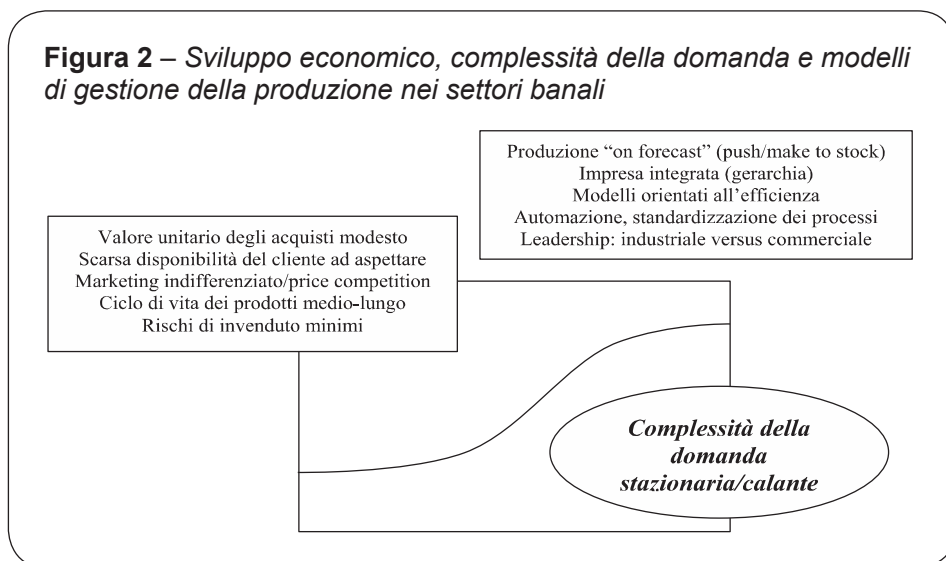 Figura 2 – Sviluppo economico, complessità della domanda e modelli
di gestione della produzione nei settori banali
Produzione “on forecast” (push/make to stock)
Impresa integrata (gerarchia)
Modelli orientati all’efficienza
Automazione, standardizzazione dei processi
Leadership: industriale versus commerciale
Valore unitario degli acquisti modesto
Scarsa disponibilità del cliente ad aspettare
Marketing indifferenziato/price competition
Ciclo di vita dei prodotti medio-lungo
Rischi di invenduto minimi
Complessità della
domanda
stazionaria/calante